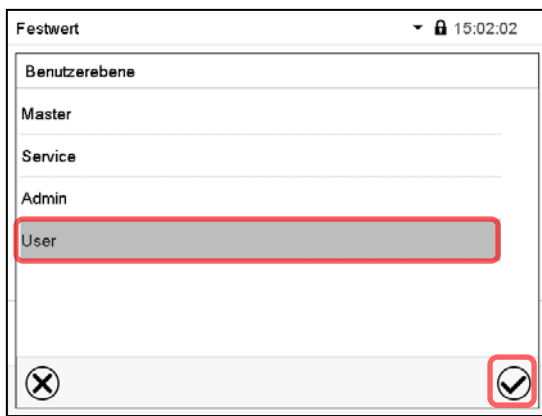 Festwert 15:02:02
Benutzerebene
Master
Service
Admin
User